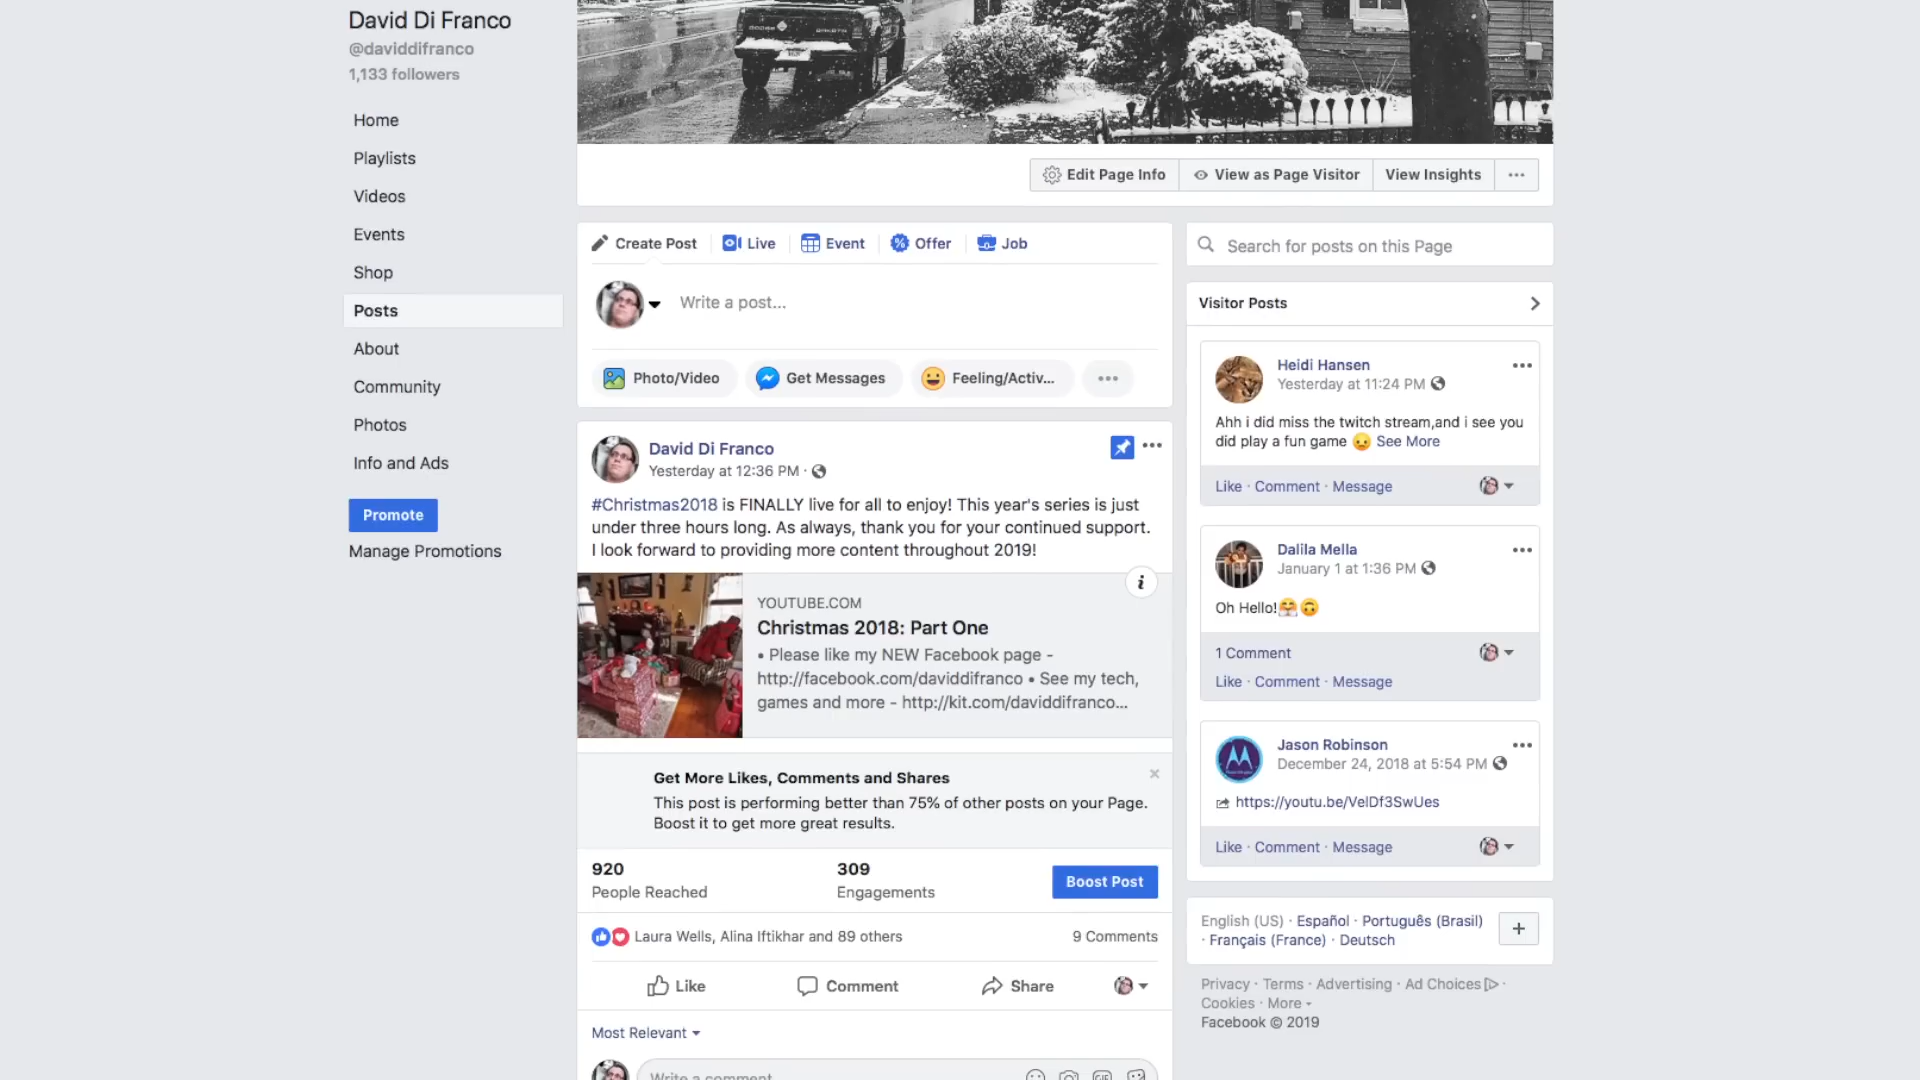 David Di Franco
@daviddifranco
1,133 followers
Home
Playlists
Videos
Events
Shop
Posts
About
Community
Photos
Info and Ads
Promote
Manage Promotions
Edit Page Info
View as Page Visitor
View Insights
Create Post
Live
Event
Offer
Job
Write a post...
Photo/Video
Get Messages
Feeling/Activ...
David Di Franco
Yesterday at 12:36 PM ·
#Christmas2018 is FINALLY live for all to enjoy! This year's series is just
under three hours long. As always, thank you for your continued support.
I look forward to providing more content throughout 2019!
YOUTUBE.COM
Christmas 2018: Part One
• Please like my NEW Facebook page -
http://facebook.com/daviddifranco • See my tech,
games and more - http://kit.com/daviddifranco...
Get More Likes, Comments and Shares
This post is performing better than 75% of other posts on your Page.
Boost it to get more great results.
920
People Reached
309
Engagements
Boost Post
Laura Wells, Alina Iftikhar and 89 others
9 Comments
Like
Comment
Share
Most Relevant
Write a comment
GIF
Search for posts on this Page
Visitor Posts
Heidi Hansen
Yesterday at 11:24 PM
Ahh i did miss the twitch stream,and i see you
did play a fun game 😠 See More
Like · Comment · Message
Dalila Mella
January 1 at 1:36 PM
Oh Hello!🤗🙃
1 Comment
Like · Comment · Message
Jason Robinson
December 24, 2018 at 5:54 PM
https://youtu.be/VelDf3SwUes
Like · Comment · Message
English (US) · Español · Português (Brasil)
· Français (France) · Deutsch
+
Privacy · Terms · Advertising · Ad Choices ·
Cookies · More
Facebook © 2019